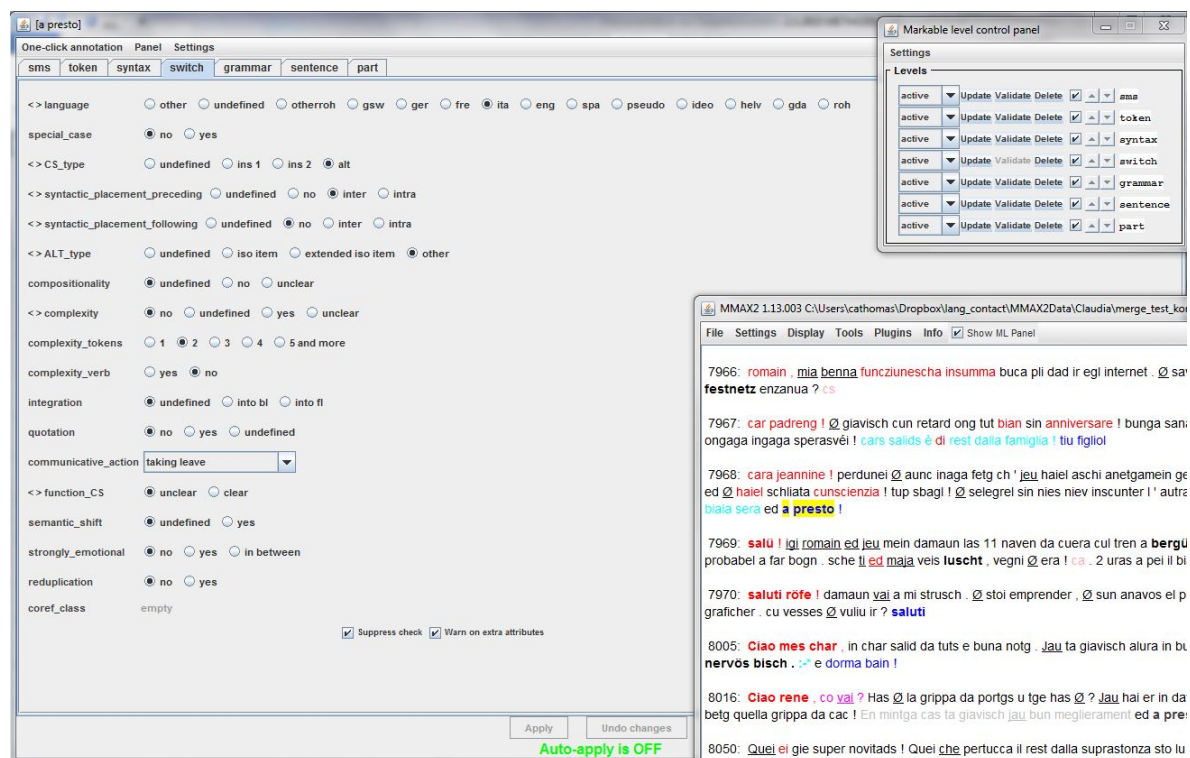 [a presto]
One-click annotation Panel Settings
sms token syntax switch grammar sentence part
<> language other undefined otherroh gsw ger fre ita eng spa pseudo ideo helv gda roh
special_case no yes
<> CS_type undefined ins 1 ins 2 alt
<> syntactic_placement_preceding undefined no inter intra
<> syntactic_placement_following undefined no inter intra
<> ALT_type undefined iso item extended iso item other
compositionality undefined no unclear
<> complexity no undefined yes unclear
complexity_tokens 1 2 3 4 5 and more
complexity_verb yes no
integration undefined into bl into fl
quotation no yes undefined
communicative_action taking leave
<> function_CS unclear clear
semantic_shift undefined yes
strongly_emotional no yes in between
reduplication no yes
coref_class empty
Suppress check Warn on extra attributes
Apply Undo changes
Auto-apply is OFF
Markable level control panel
Settings
Levels
active Update Validate Delete sms
active Update Validate Delete token
active Update Validate Delete syntax
active Update Validate Delete switch
active Update Validate Delete grammar
active Update Validate Delete sentence
active Update Validate Delete part
MMAX2 1.13.003 C:\Users\cathomas\Dropbox\lang_contact\MMAX2Data\Claudia\merge_test_kor
File Settings Display Tools Plugins Info Show ML Panel
7966: romain , mia benna funcziunescha insumma buca pli dad ir egl internet . Ø sav
festnetz enzanua ? cs
7967: car padreng ! Ø giavisch cun retard ong tut bian sin anniversare ! bunga sana
ongaga ingaga sperasvéi ! cars salids è di rest dalla famiglia ! tiu figliol
7968: cara jeannine ! perdunei Ø aunc inaga fetg ch ' jeu haiel aschi anetgamein ge
ed Ø haiel schliata cunscienzia ! tup sbagl ! Ø selegrel sin nies niev inscunter l ' autra
biala sera ed a presto !
7969: salü ! igi romain ed jeu mein damaun las 11 naven da cuera cul tren a bergü
probabel a far bogn . sche ti ed maja veis luscht , vegni Ø era ! ca . 2 uras a pei il bi
7970: saluti röfe ! damaun vai a mi strusch . Ø stoi emprender , Ø sun anavos el p
graficher . cu vesses Ø vuliu ir ? saluti
8005: Ciao mes char , in char salid da tuts e buna notg . Jau ta giavisch alura in bu
nervös bisch . :-* e dorma bain !
8016: Ciao rene , co vai ? Has Ø la grippa da portgs u tge has Ø ? Jau hai er in da
betg quella grippa da cac ! En mintga cas ta giavisch jau bun meglierament ed a pres
8050: Quei ei gie super novitads ! Quei che pertucca il rest dalla suprastonza sto lu